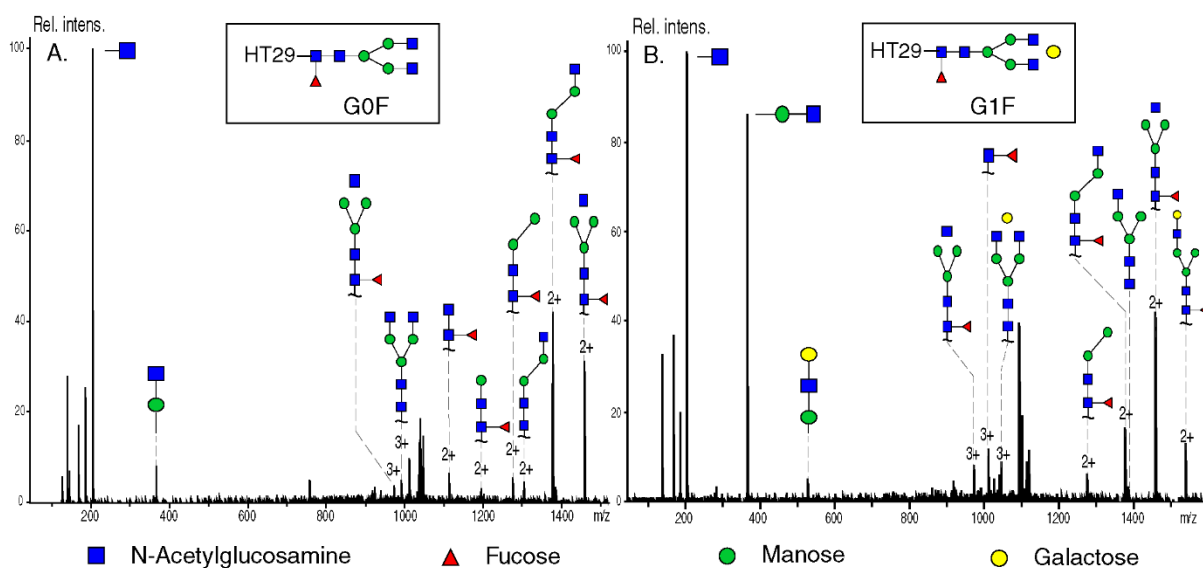 Rel. intens.
A.
HT29
G0F
100
80
60
40
20
0
3+
3+
2+
2+
2+
2+
2+
2+
200
400
600
800
1000
1200
1400
m/z
Rel. intens.
B.
HT29
G1F
100
80
60
40
20
0
3+
3+
3+
2+
2+
2+
2+
200
400
600
800
1000
1200
1400
m/z
N-Acetylglucosamine
Fucose
Manose
Galactose